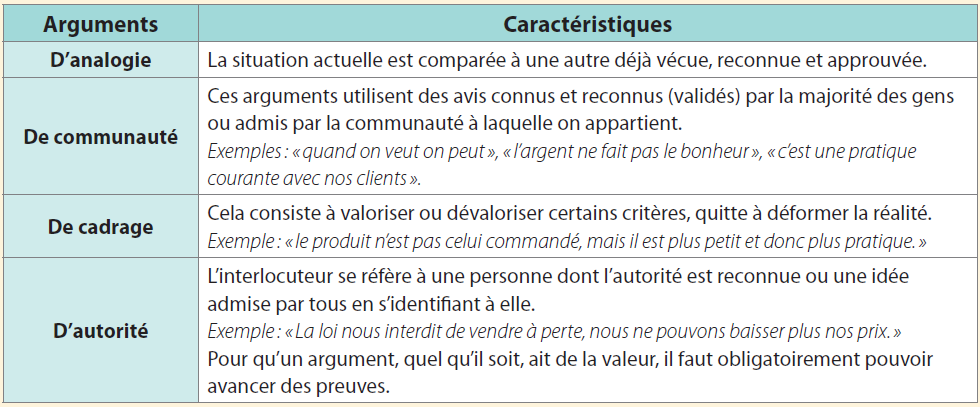 Arguments Caractéristiques
D’analogie La situation actuelle est comparée à une autre déjà vécue, reconnue et approuvée.
De communauté
Ces arguments utilisent des avis connus et reconnus (validés) par la majorité des gens
ou admis par la communauté à laquelle on appartient.
Exemples : « quand on veut on peut », « l’argent ne fait pas le bonheur », « c’est une pratique
courante avec nos clients ».
De cadrage
Cela consiste à valoriser ou dévaloriser certains critères, quitte à déformer la réalité.
Exemple : « le produit n’est pas celui commandé, mais il est plus petit et donc plus pratique. »
D’autorité
L’interlocuteur se réfère à une personne dont l’autorité est reconnue ou une idée
admise par tous en s’identifiant à elle.
Exemple : « La loi nous interdit de vendre à perte, nous ne pouvons baisser plus nos prix. »
Pour qu’un argument, quel qu’il soit, ait de la valeur, il faut obligatoirement pouvoir
avancer des preuves.